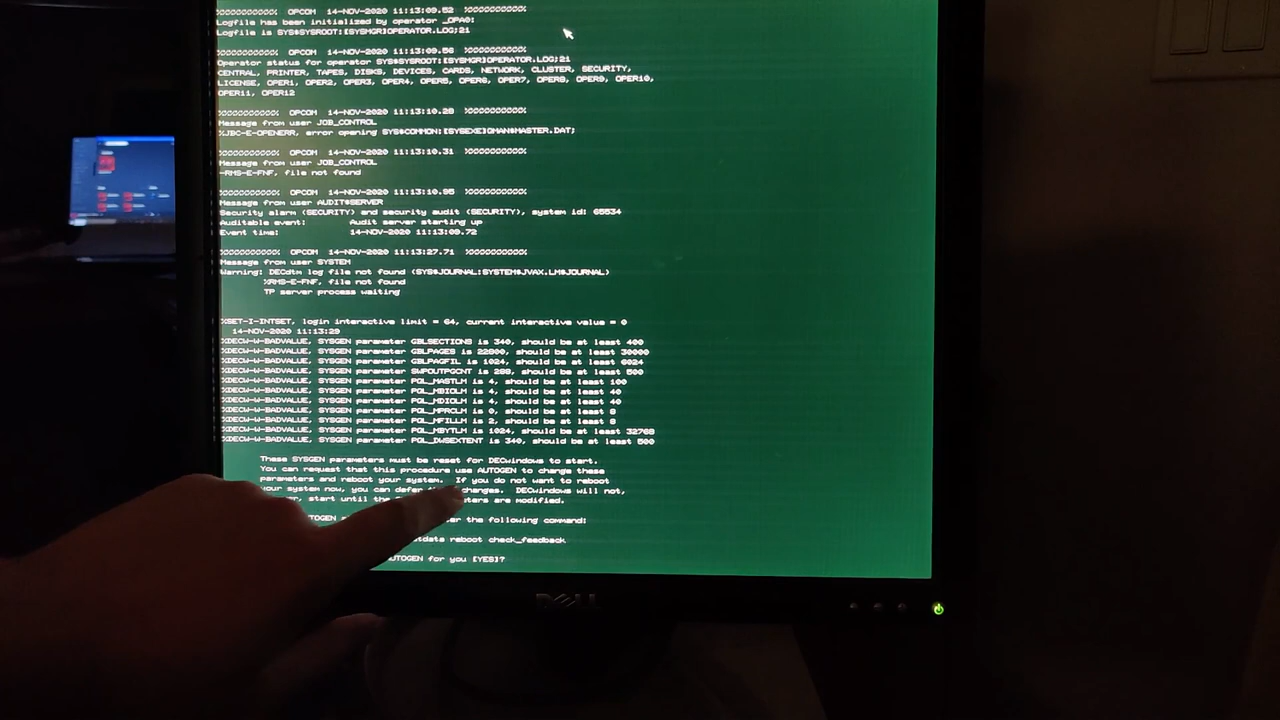 %%%%%%%%%%% OPCOM 14-NOV-2020 11:13:09.52 %%%%%%%%%%%
Logfile has been initialized by operator _OPA0:
Logfile is SYS$SYSROOT:[SYSMGR]OPERATOR.LOG;21
%%%%%%%%%%% OPCOM 14-NOV-2020 11:13:09.56 %%%%%%%%%%%
Operator status for operator SYS$SYSROOT:[SYSMGR]OPERATOR.LOG;21
CENTRAL, PRINTER, TAPES, DISKS, DEVICES, CARDS, NETWORK, CLUSTER, SECURITY,
LICENSE, OPER1, OPER2, OPER3, OPER4, OPER5, OPER6, OPER7, OPER8, OPER9, OPER10,
OPER11, OPER12
%%%%%%%%%%% OPCOM 14-NOV-2020 11:13:10.28 %%%%%%%%%%%
Message from user JOB_CONTROL
%JBC-E-OPENERR, error opening SYS$COMMON:[SYSEXE]QMAN$MASTER.DAT;
%%%%%%%%%%% OPCOM 14-NOV-2020 11:13:10.31 %%%%%%%%%%%
Message from user JOB_CONTROL
-RMS-E-FNF, file not found
%%%%%%%%%%% OPCOM 14-NOV-2020 11:13:10.95 %%%%%%%%%%%
Message from user AUDIT$SERVER
Security alarm (SECURITY) and security audit (SECURITY), system id: 65534
Auditable event: Audit server starting up
Event time: 14-NOV-2020 11:13:09.72
%%%%%%%%%%% OPCOM 14-NOV-2020 11:13:27.71 %%%%%%%%%%%
Message from user SYSTEM
Warning: DECdtm log file not found (SYS$JOURNAL:SYSTEM$JVAX.LM$JOURNAL)
%RMS-E-FNF, file not found
TP server process waiting
%SET-I-INTSET, login interactive limit = 64, current interactive value = 0
14-NOV-2020 11:13:29
%DECW-W-BADVALUE, SYSGEN parameter GBLSECTIONS is 340, should be at least 400
%DECW-W-BADVALUE, SYSGEN parameter GBLPAGES is 22900, should be at least 30000
%DECW-W-BADVALUE, SYSGEN parameter GBLPAGFIL is 1024, should be at least 6024
%DECW-W-BADVALUE, SYSGEN parameter SWPOUTPGCNT is 288, should be at least 500
%DECW-W-BADVALUE, SYSGEN parameter PQL_MASTLM is 4, should be at least 100
%DECW-W-BADVALUE, SYSGEN parameter PQL_MBIOLM is 4, should be at least 40
%DECW-W-BADVALUE, SYSGEN parameter PQL_MDIOLM is 4, should be at least 40
%DECW-W-BADVALUE, SYSGEN parameter PQL_MPRCLM is 0, should be at least 8
%DECW-W-BADVALUE, SYSGEN parameter PQL_MFILLM is 2, should be at least 8
%DECW-W-BADVALUE, SYSGEN parameter PQL_MBYTLM is 1024, should be at least 32768
%DECW-W-BADVALUE, SYSGEN parameter PQL_DWSEXTENT is 340, should be at least 500
These SYSGEN parameters must be reset for DECwindows to start.
You can request that this procedure use AUTOGEN to change these
parameters and reboot your system. If you do not want to reboot
your system now, you can defer changes. DECwindows will not,
start until the are modified.
the following command:
reboot check_feedback
for you [YES]?
DELL